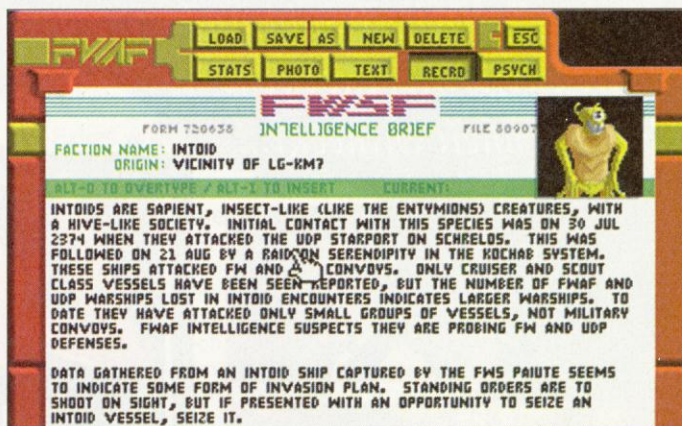 FWAF
LOAD SAVE AS NEW DELETE ESC
STATS PHOTO TEXT RECRD PSYCH
FWSF
FORM 720638 INTELLIGENCE BRIEF FILE 80907
FACTION NAME: INTOID
ORIGIN: VICINITY OF LG-KM7
ALT-O TO OVERTYPE / ALT-I TO INSERT CURRENT:
INTOIDS ARE SAPIENT, INSECT-LIKE (LIKE THE ENTYMIONS) CREATURES, WITH
A HIVE-LIKE SOCIETY. INITIAL CONTACT WITH THIS SPECIES WAS ON 30 JUL
2374 WHEN THEY ATTACKED THE UDP STARPORT ON SCHRELOS. THIS WAS
FOLLOWED ON 21 AUG BY A RAID ON SERENDIPITY IN THE KOCHAB SYSTEM.
THESE SHIPS ATTACKED FW AND CONVOYS. ONLY CRUISER AND SCOUT
CLASS VESSELS HAVE BEEN SEEN REPORTED, BUT THE NUMBER OF FWAF AND
UDP WARSHIPS LOST IN INTOID ENCOUNTERS INDICATES LARGER WARSHIPS. TO
DATE THEY HAVE ATTACKED ONLY SMALL GROUPS OF VESSELS, NOT MILITARY
CONVOYS. FWAF INTELLIGENCE SUSPECTS THEY ARE PROBING FW AND UDP
DEFENSES.
DATA GATHERED FROM AN INTOID SHIP CAPTURED BY THE FWS PAIUTE SEEMS
TO INDICATE SOME FORM OF INVASION PLAN. STANDING ORDERS ARE TO
SHOOT ON SIGHT, BUT IF PRESENTED WITH AN OPPORTUNITY TO SEIZE AN
INTOID VESSEL, SEIZE IT.